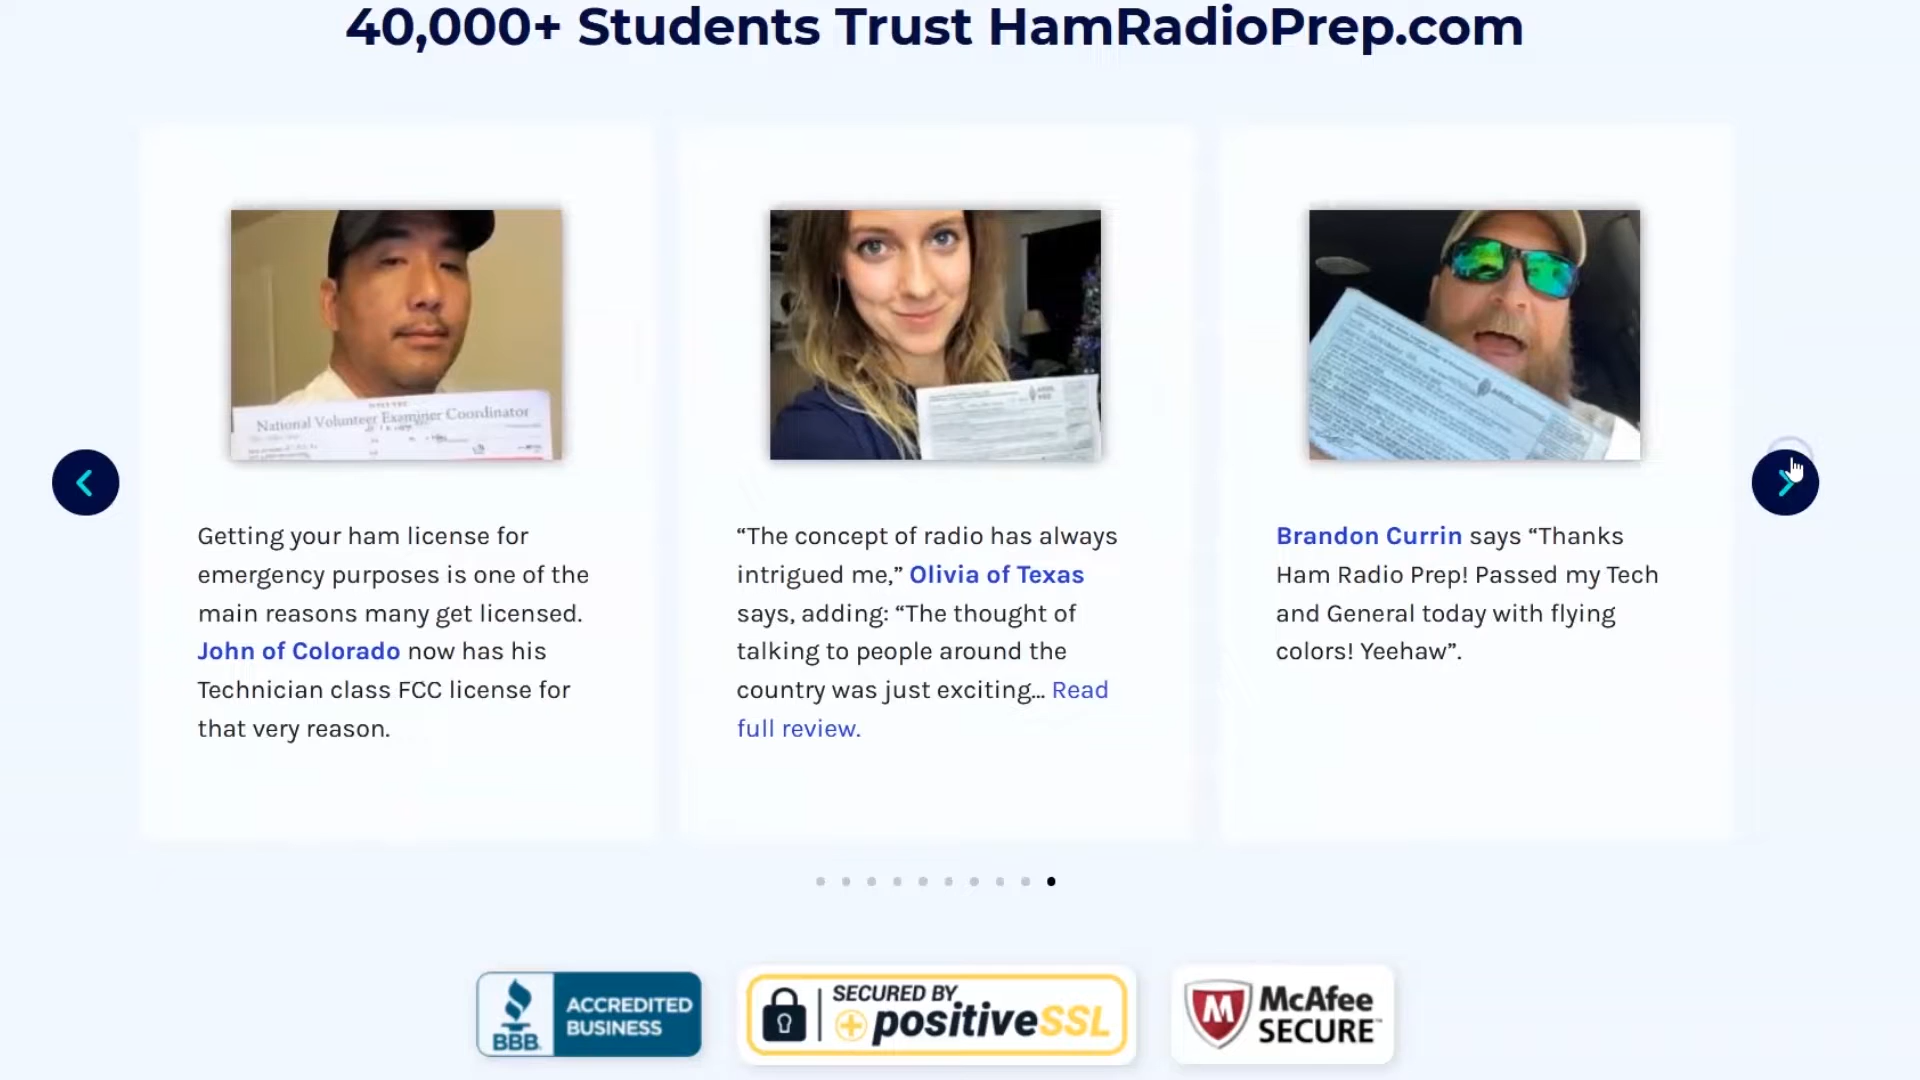 40,000+ Students Trust HamRadioPrep.com
National Volunteer Examiner Coordinator
Getting your ham license for
emergency purposes is one of the
main reasons many get licensed.
John of Colorado now has his
Technician class FCC license for
that very reason.
“The concept of radio has always
intrigued me,” Olivia of Texas
says, adding: “The thought of
talking to people around the
country was just exciting... Read
full review.
Brandon Currin says “Thanks
Ham Radio Prep! Passed my Tech
and General today with flying
colors! Yeehaw”.
BBB.
ACCREDITED
BUSINESS
SECURED BY
positiveSSL
McAfee
SECURE™